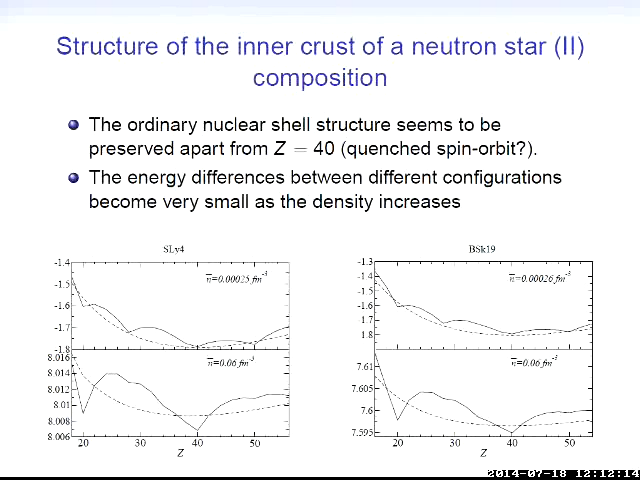 Structure of the inner crust of a neutron star (II)
composition
The ordinary nuclear shell structure seems to be
preserved apart from Z = 40 (quenched spin-orbit?).
The energy differences between different configurations
become very small as the density increases
SLy4
-1.4
-1.5
-1.6
-1.7
-1.8
n̅=0.00025 fm⁻³
8.016
8.014
8.012
8.01
8.008
8.006
n̅=0.06 fm⁻³
20 30 40 50
Z
BSk19
-1.3
-1.4
-1.5
-1.6
1.7
1.8
n̅=0.00026 fm⁻³
7.61
7.605
7.6
7.595
n̅=0.06 fm⁻³
20 30 40 50
Z
2014-07-18 12:12:14